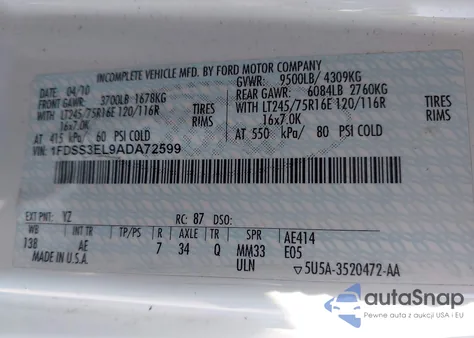 INCOMPLETE VEHICLE MFD. BY FORD MOTOR COMPANY
DATE 04/10 GVWR: 9500LB/ 4309KG
FRONT GAWR: 3700LB 1678KG REAR GAWR: 6084LB 2760KG
WITH LT245/75R16E 120/116R TIRES WITH LT245/75R16E 120/116R TIRES
16x7.0K RIMS 16x7.0K RIMS
AT 415 kPa/ 60 PSI COLD AT 550 kPa/ 80 PSI COLD
VIN: 1FDSS3EL9ADA72599
EXT PNT: YZ RC: 87 DSO:
WB INT TR TP/PS R AXLE TR SPR AE414
138 AE 7 34 Q MM33 E05
MADE IN U.S.A. ULN ▽5U5A-3520472-AA
autoSnap
Pewne auta z aukcji USA i EU